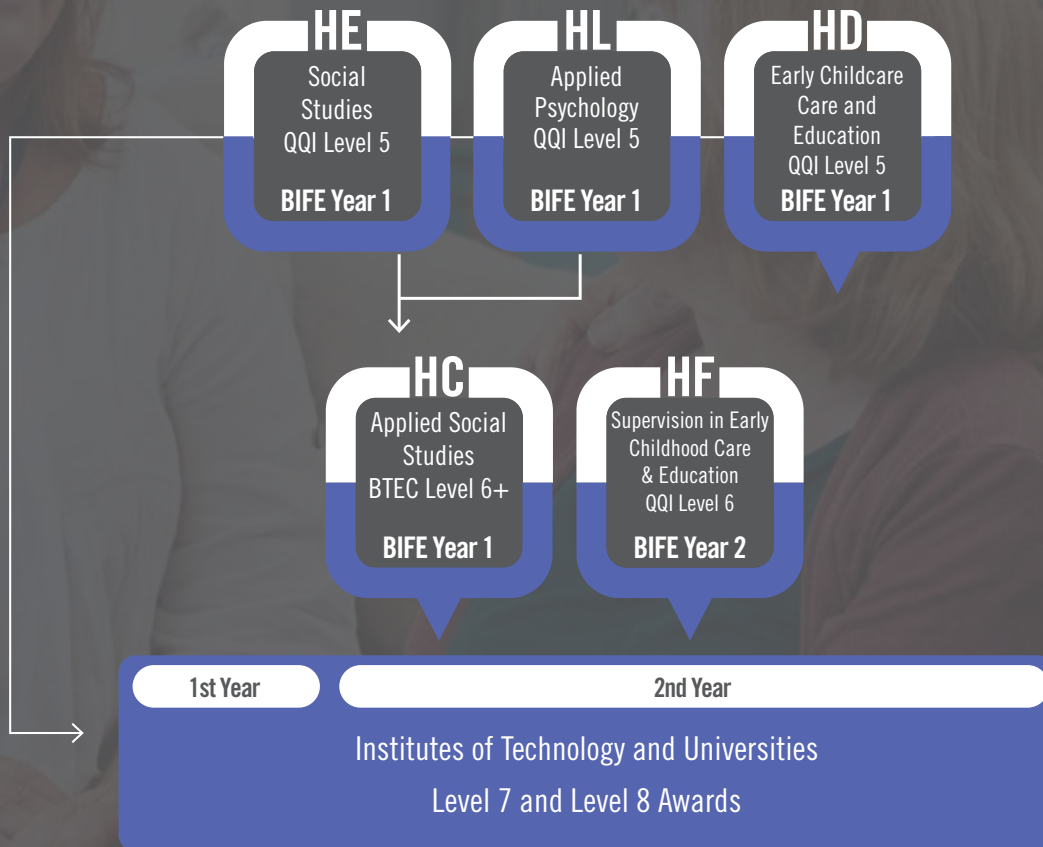 HE
Social
Studies
QQI Level 5
BIFE Year 1
HL
Applied
Psychology
QQI Level 5
BIFE Year 1
HD
Early Childcare
Care and
Education
QQI Level 5
BIFE Year 1
HC
Applied Social
Studies
BTEC Level 6+
BIFE Year 1
HF
Supervision in Early
Childhood Care
& Education
QQI Level 6
BIFE Year 2
1st Year
2nd Year
Institutes of Technology and Universities
Level 7 and Level 8 Awards